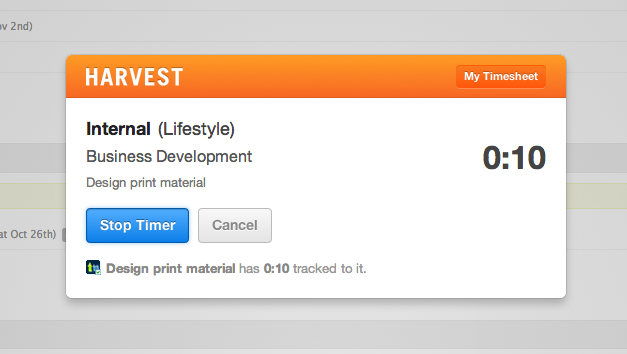 ov 2nd)
HARVEST
My Timesheet
Internal (Lifestyle)
Business Development
0:10
Design print material
at Oct 26th)
Stop Timer
Cancel
Design print material has 0:10 tracked to it.